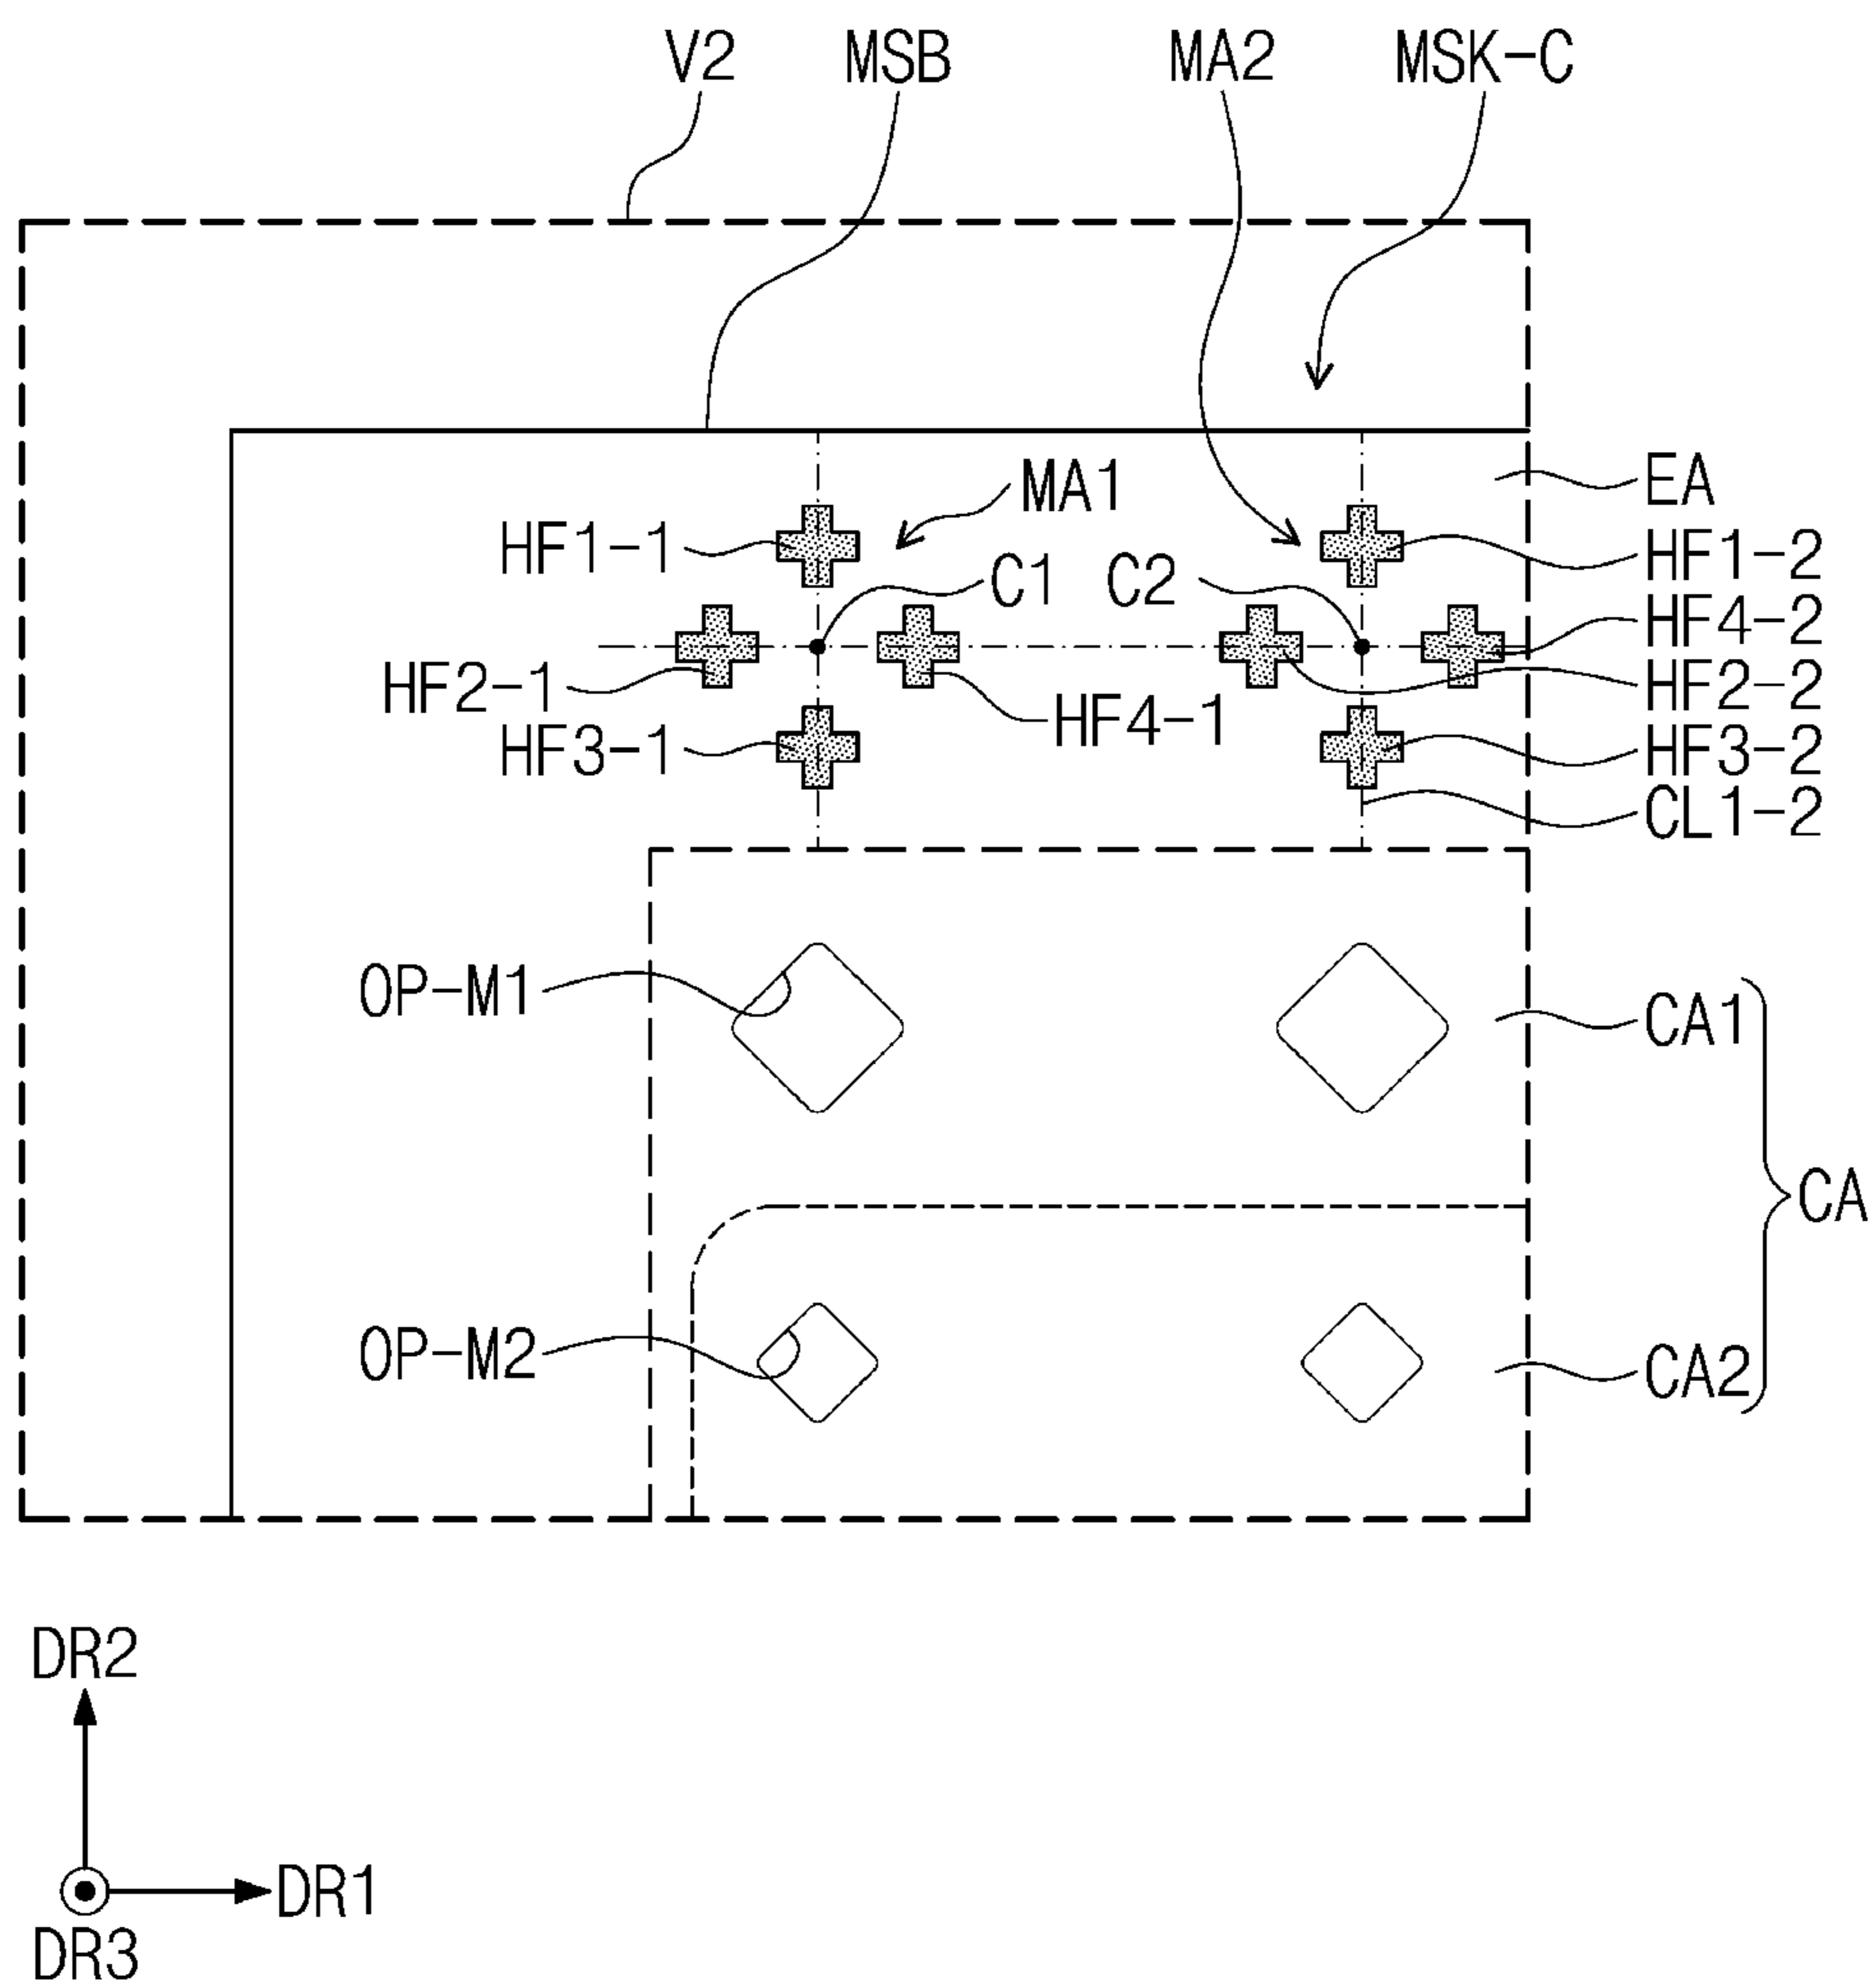 V2 MSB MA2 MSK-C
EA
MA1
HF1-1
HF1-2
C1 C2
HF4-2
HF2-1
HF2-2
HF4-1
HF3-1
HF3-2
CL1-2
OP-M1
CA1
CA
OP-M2
CA2
DR2
DR1
DR3